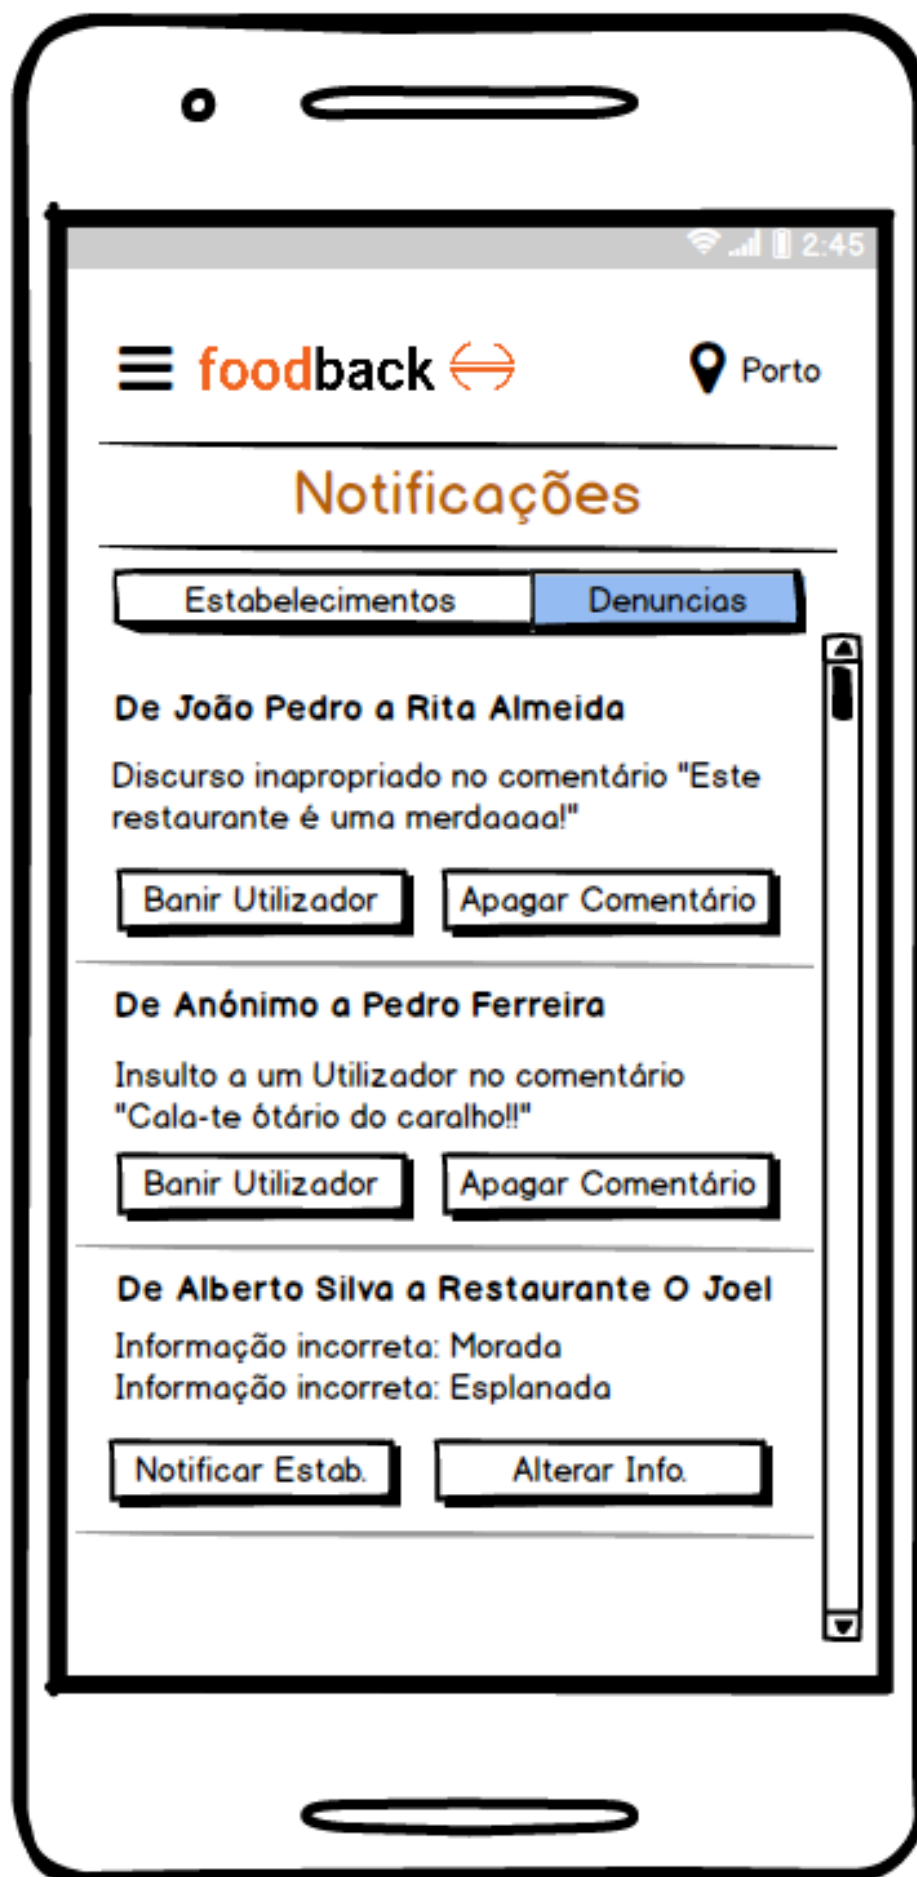 2:45
foodback
Porto
Notificações
Estabelecimentos
Denuncias
De João Pedro a Rita Almeida
Discurso inapropriado no comentário "Este
restaurante é uma merdaaaa!"
Banir Utilizador
Apagar Comentário
De Anónimo a Pedro Ferreira
Insulto a um Utilizador no comentário
"Cala-te ótário do caralho!!"
Banir Utilizador
Apagar Comentário
De Alberto Silva a Restaurante O Joel
Informação incorreta: Morada
Informação incorreta: Esplanada
Notificar Estab.
Alterar Info.